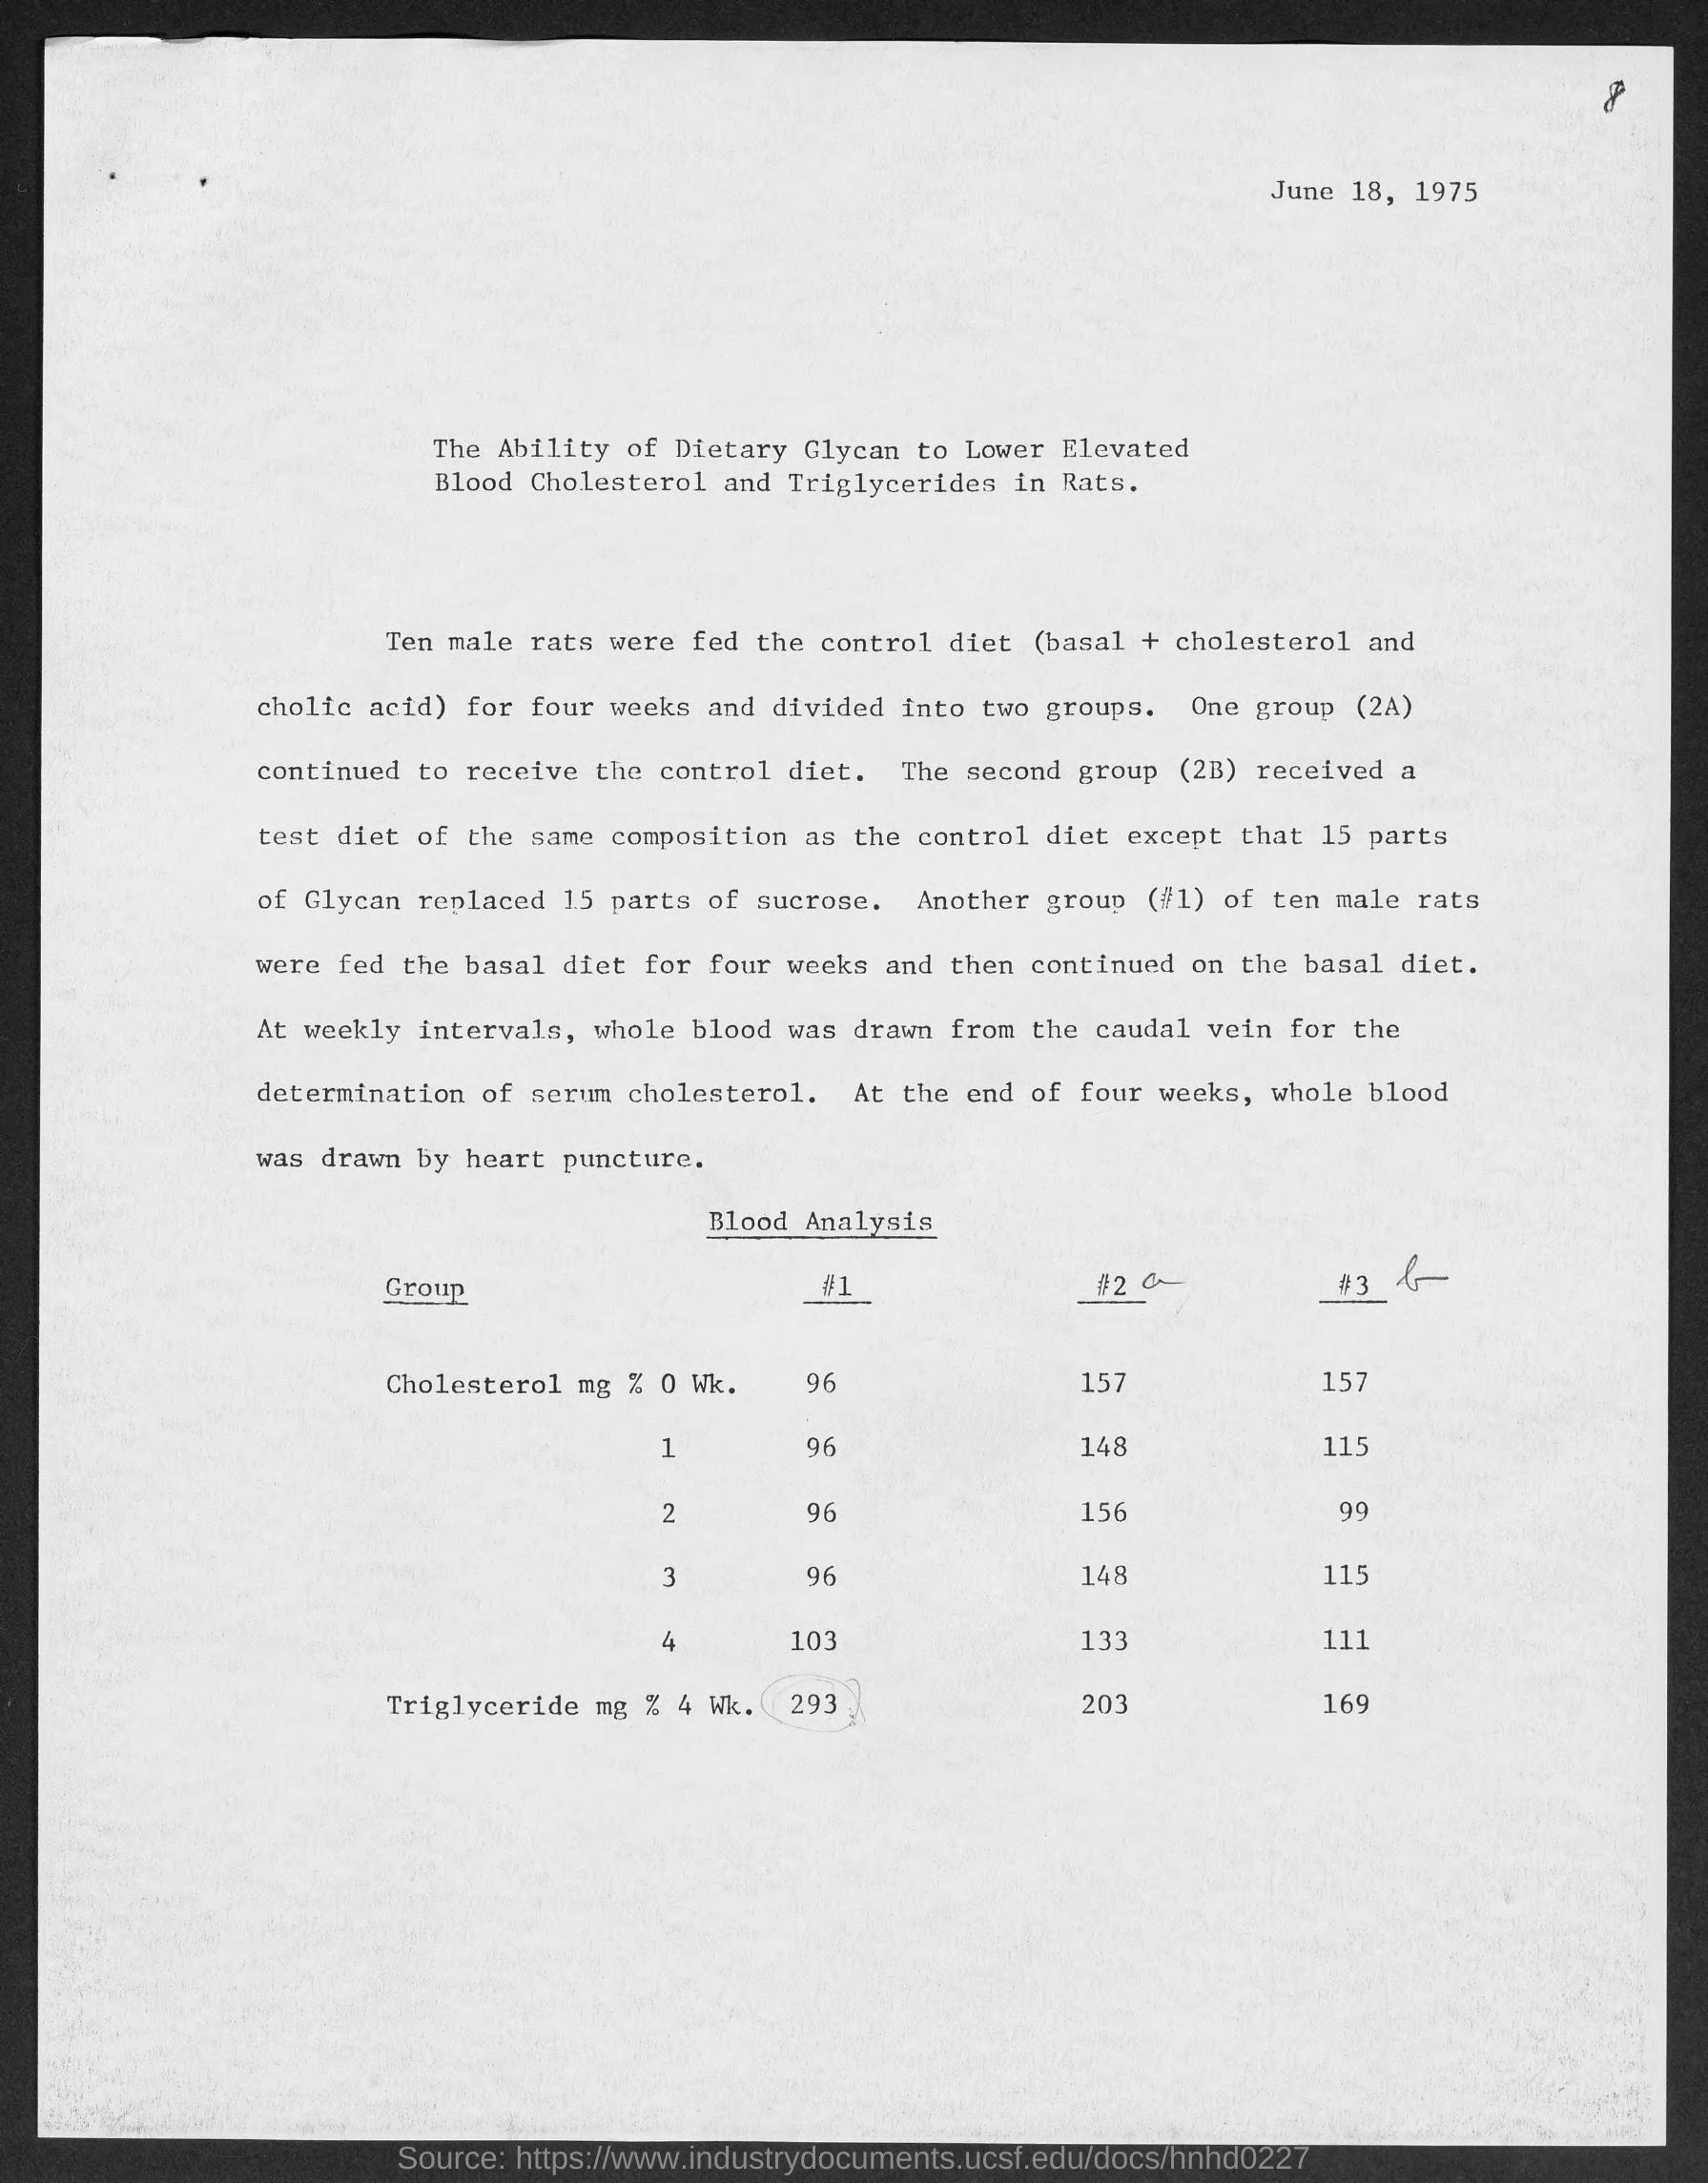 8
June 18, 1975
The Ability of Dietary Glycan to Lower Elevated
Blood Cholesterol and Triglycerides in Rats.
Ten male rats were fed the control diet (basal + cholesterol and
cholic acid) for four weeks and divided into two groups. One group (2A)
continued to receive the control diet. The second group (2B) received a
test diet of the same composition as the control diet except that 15 parts
of Glycan replaced 15 parts of sucrose. Another group (#1) of ten male rats
were fed the basal diet for four weeks and then continued on the basal diet.
At weekly intervals, whole blood was drawn from the caudal vein for the
determination of serum cholesterol. At the end of four weeks, whole blood
was drawn by heart puncture.
Blood Analysis
Group #1 #2 a #3 b
Cholesterol mg % 0 Wk. 96 157 157
1 96 148 115
2 96 156 99
3 96 148 115
4 103 133 111
Triglyceride mg % 4 Wk. 293 ? 203 169
Source: https://www.industrydocuments.ucsf.edu/docs/hnhd0227